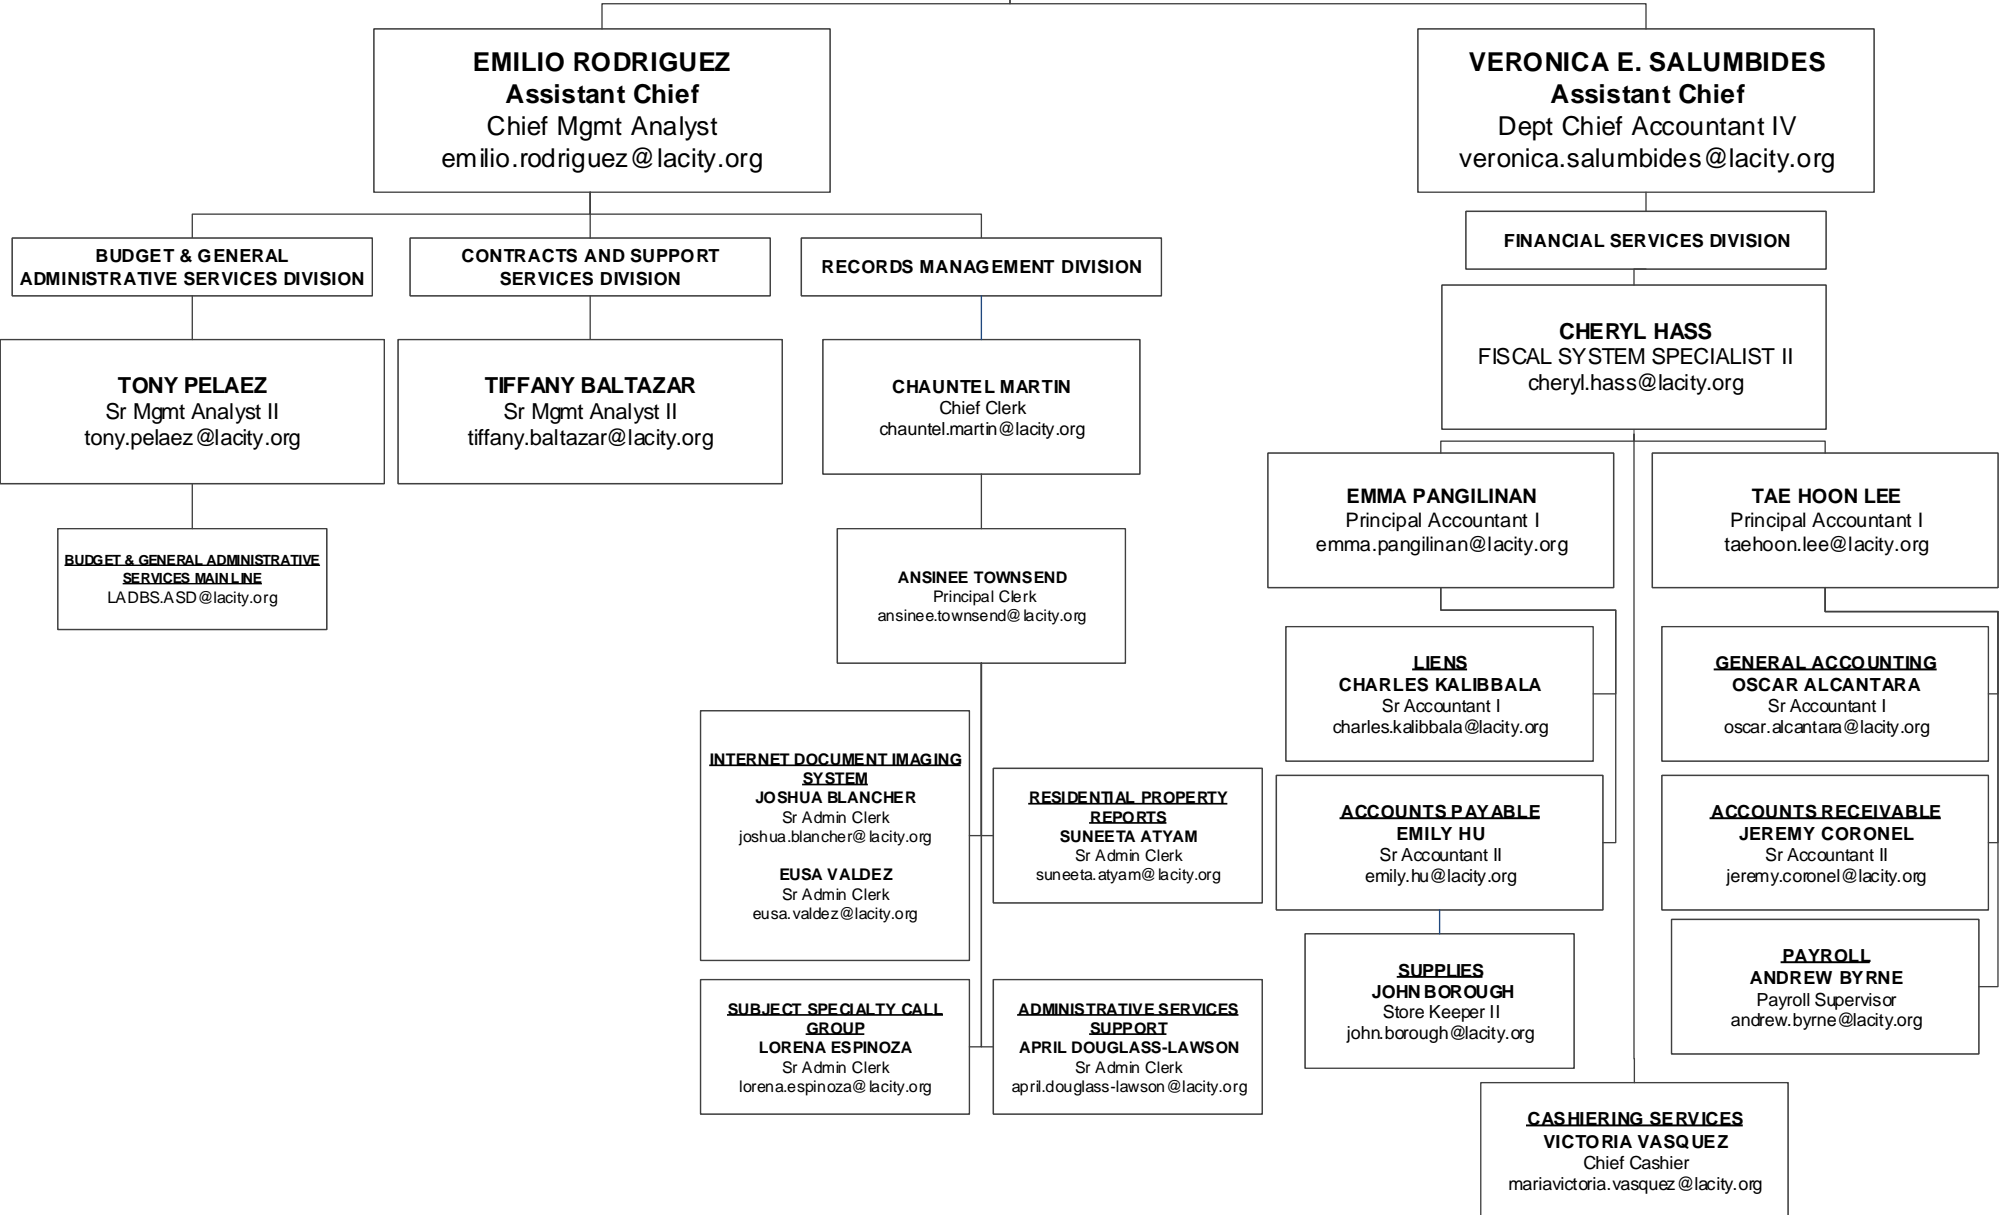 EMILIO RODRIGUEZ
Assistant Chief
Chief Mgmt Analyst
emilio.rodriguez@lacity.org
VERONICA E. SALUMBIDES
Assistant Chief
Dept Chief Accountant IV
veronica.salumbides@lacity.org
BUDGET & GENERAL
ADMINISTRATIVE SERVICES DIVISION
CONTRACTS AND SUPPORT
SERVICES DIVISION
RECORDS MANAGEMENT DIVISION
FINANCIAL SERVICES DIVISION
TONY PELAEZ
Sr Mgmt Analyst II
tony.pelaez@lacity.org
TIFFANY BALTAZAR
Sr Mgmt Analyst II
tiffany.baltazar@lacity.org
CHAUNTEL MARTIN
Chief Clerk
chauntel.martin@lacity.org
CHERYL HASS
FISCAL SYSTEM SPECIALIST II
cheryl.hass@lacity.org
BUDGET & GENERAL ADMINISTRATIVE
SERVICES MAIN LINE
LADBS.ASD@lacity.org
ANSINEE TOWNSEND
Principal Clerk
ansinee.townsend@lacity.org
EMMA PANGILINAN
Principal Accountant I
emma.pangilinan@lacity.org
TAE HOON LEE
Principal Accountant I
taehoon.lee@lacity.org
INTERNET DOCUMENT IMAGING
SYSTEM
JOSHUA BLANCHER
Sr Admin Clerk
joshua.blancher@lacity.org
EUSA VALDEZ
Sr Admin Clerk
eusa.valdez@lacity.org
RESIDENTIAL PROPERTY
REPORTS
SUNEETA ATYAM
Sr Admin Clerk
suneeta.atyam@lacity.org
SUBJECT SPECIALTY CALL
GROUP
LORENA ESPINOZA
Sr Admin Clerk
lorena.espinoza@lacity.org
ADMINISTRATIVE SERVICES
SUPPORT
APRIL DOUGLASS-LAWSON
Sr Admin Clerk
april.douglass-lawson@lacity.org
LIENS
CHARLES KALIBBALA
Sr Accountant I
charles.kalibbala@lacity.org
GENERAL ACCOUNTING
OSCAR ALCANTARA
Sr Accountant I
oscar.alcantara@lacity.org
ACCOUNTS PAYABLE
EMILY HU
Sr Accountant II
emily.hu@lacity.org
ACCOUNTS RECEIVABLE
JEREMY CORONEL
Sr Accountant II
jeremy.coronel@lacity.org
SUPPLIES
JOHN BOROUGH
Store Keeper II
john.borough@lacity.org
PAYROLL
ANDREW BYRNE
Payroll Supervisor
andrew.byrne@lacity.org
CASHIERING SERVICES
VICTORIA VASQUEZ
Chief Cashier
mariavictoria.vasquez@lacity.org